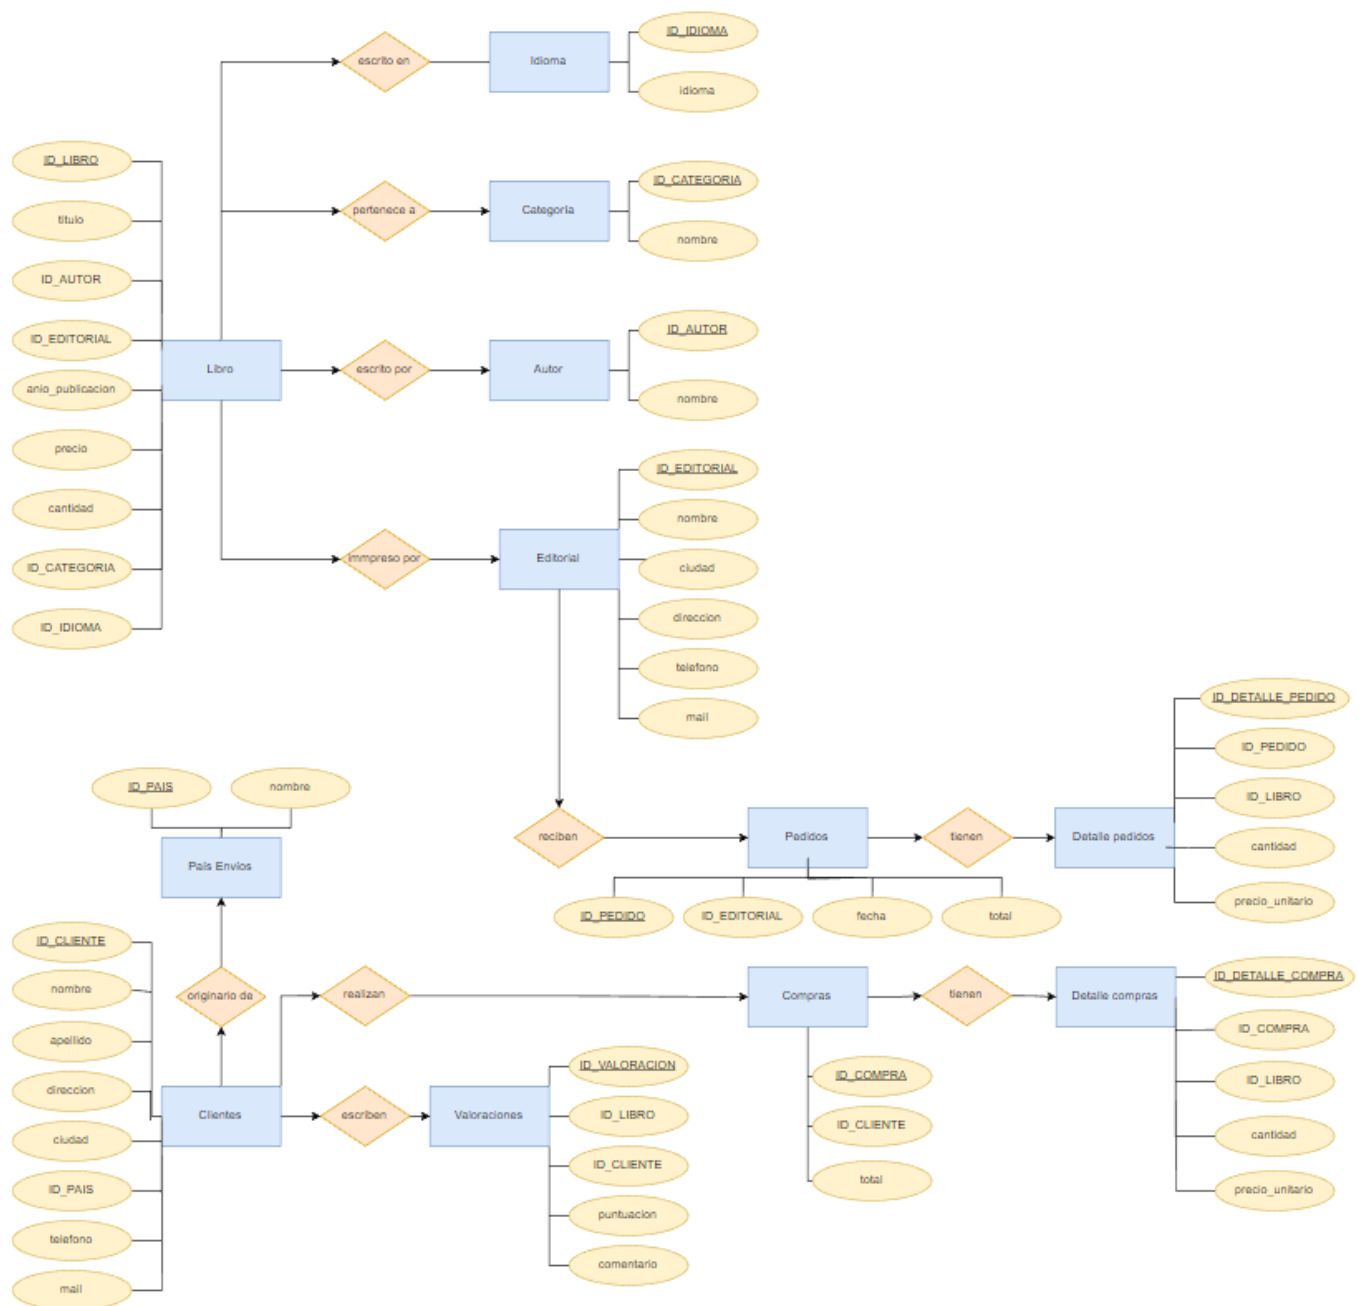 ID_IDIOMA
escrito en
Idioma
idioma
ID_LIBRO
titulo
ID_AUTOR
ID_EDITORIAL
anio_publicacion
precio
cantidad
ID_CATEGORIA
ID_IDIOMA
Libro
pertenece a
Categoría
ID_CATEGORIA
nombre
escrito por
Autor
ID_AUTOR
nombre
immpreso por
Editorial
ID_EDITORIAL
nombre
ciudad
direccion
telefono
mail
reciben
Pedidos
ID_PEDIDO
ID_EDITORIAL
fecha
total
tienen
Detalle pedidos
ID_DETALLE_PEDIDO
ID_PEDIDO
ID_LIBRO
cantidad
precio_unitario
ID_PAIS
nombre
País Envíos
originario de
ID_CLIENTE
nombre
apellido
direccion
ciudad
ID_PAIS
telefono
mail
Clientes
realizan
Compras
ID_COMPRA
ID_CLIENTE
total
tienen
Detalle compras
ID_DETALLE_COMPRA
ID_COMPRA
ID_LIBRO
cantidad
precio_unitario
escriben
Valoraciones
ID_VALORACION
ID_LIBRO
ID_CLIENTE
puntuacion
comentario